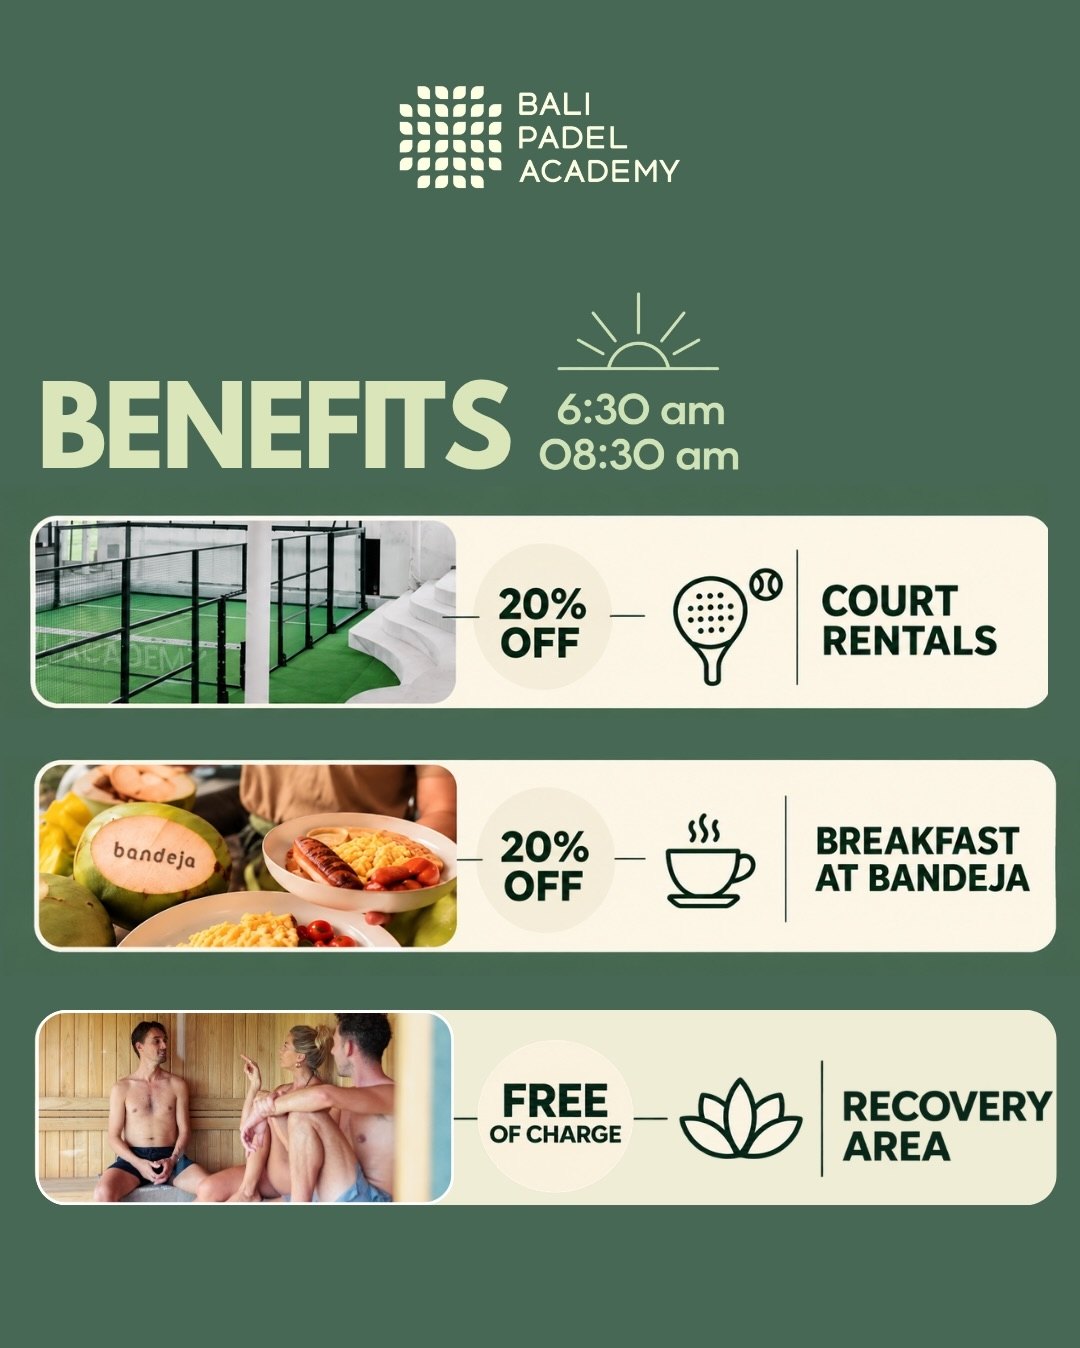 BALI
PADEL
ACADEMY
BENEFITS
6:30 am
08:30 am
ACADEMY
20%
OFF
COURT
RENTALS
bandeja
20%
OFF
BREAKFAST
AT BANDEJA
FREE
OF CHARGE
RECOVERY
AREA